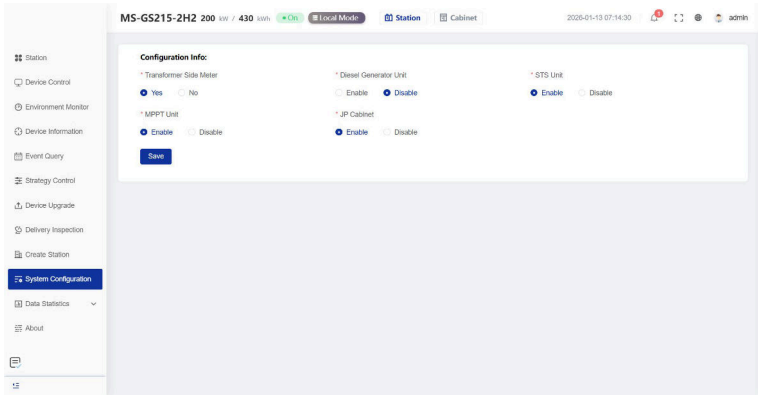 MS-GS215-2H2 200 kW / 430 kWh On Local Mode Station Cabinet 2026-01-13 07:14:30 admin
Station
Device Control
Environment Monitor
Device Information
Event Query
Strategy Control
Device Upgrade
Delivery Inspection
Create Station
System Configuration
Data Statistics
About
Configuration Info:
* Transformer Side Meter * Diesel Generator Unit * STS Unit
Yes No Enable Disable Enable Disable
* MPPT Unit * JP Cabinet
Enable Disable Enable Disable
Save